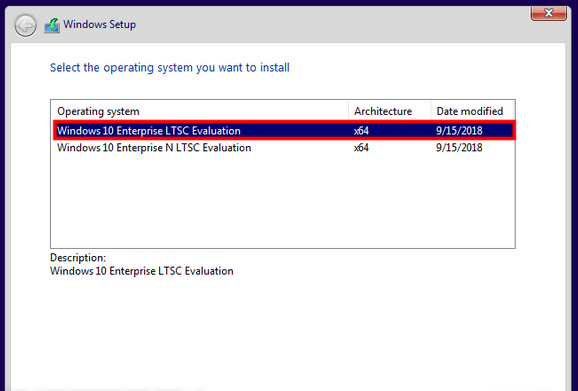 Windows Setup
Select the operating system you want to install
Operating system Architecture Date modified
Windows 10 Enterprise LTSC Evaluation x64 9/15/2018
Windows 10 Enterprise N LTSC Evaluation x64 9/15/2018
Description:
Windows 10 Enterprise LTSC Evaluation